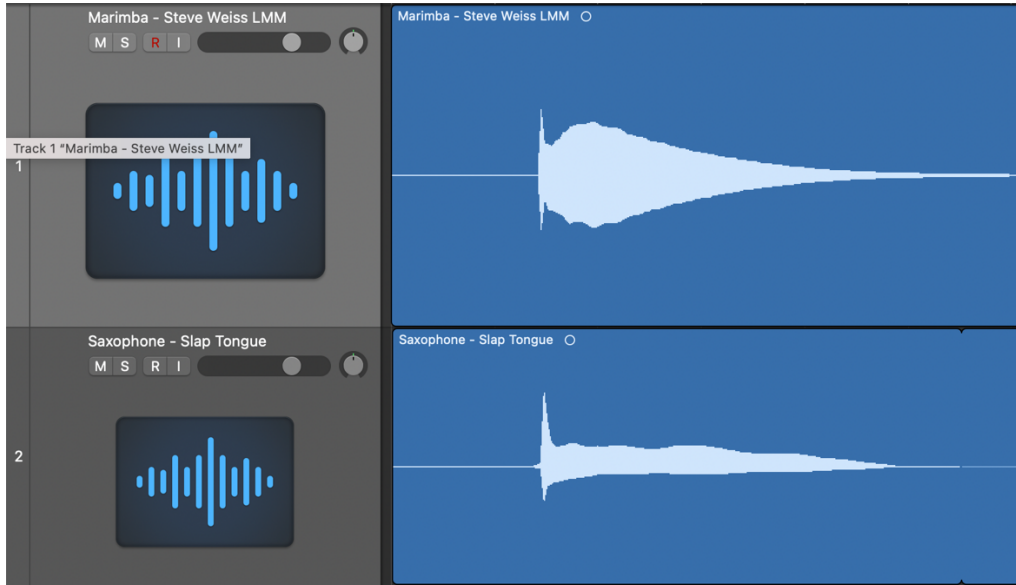 Marimba - Steve Weiss LMM
M S R I
Track 1 "Marimba - Steve Weiss LMM"
1
Marimba - Steve Weiss LMM
Saxophone - Slap Tongue
M S R I
2
Saxophone - Slap Tongue